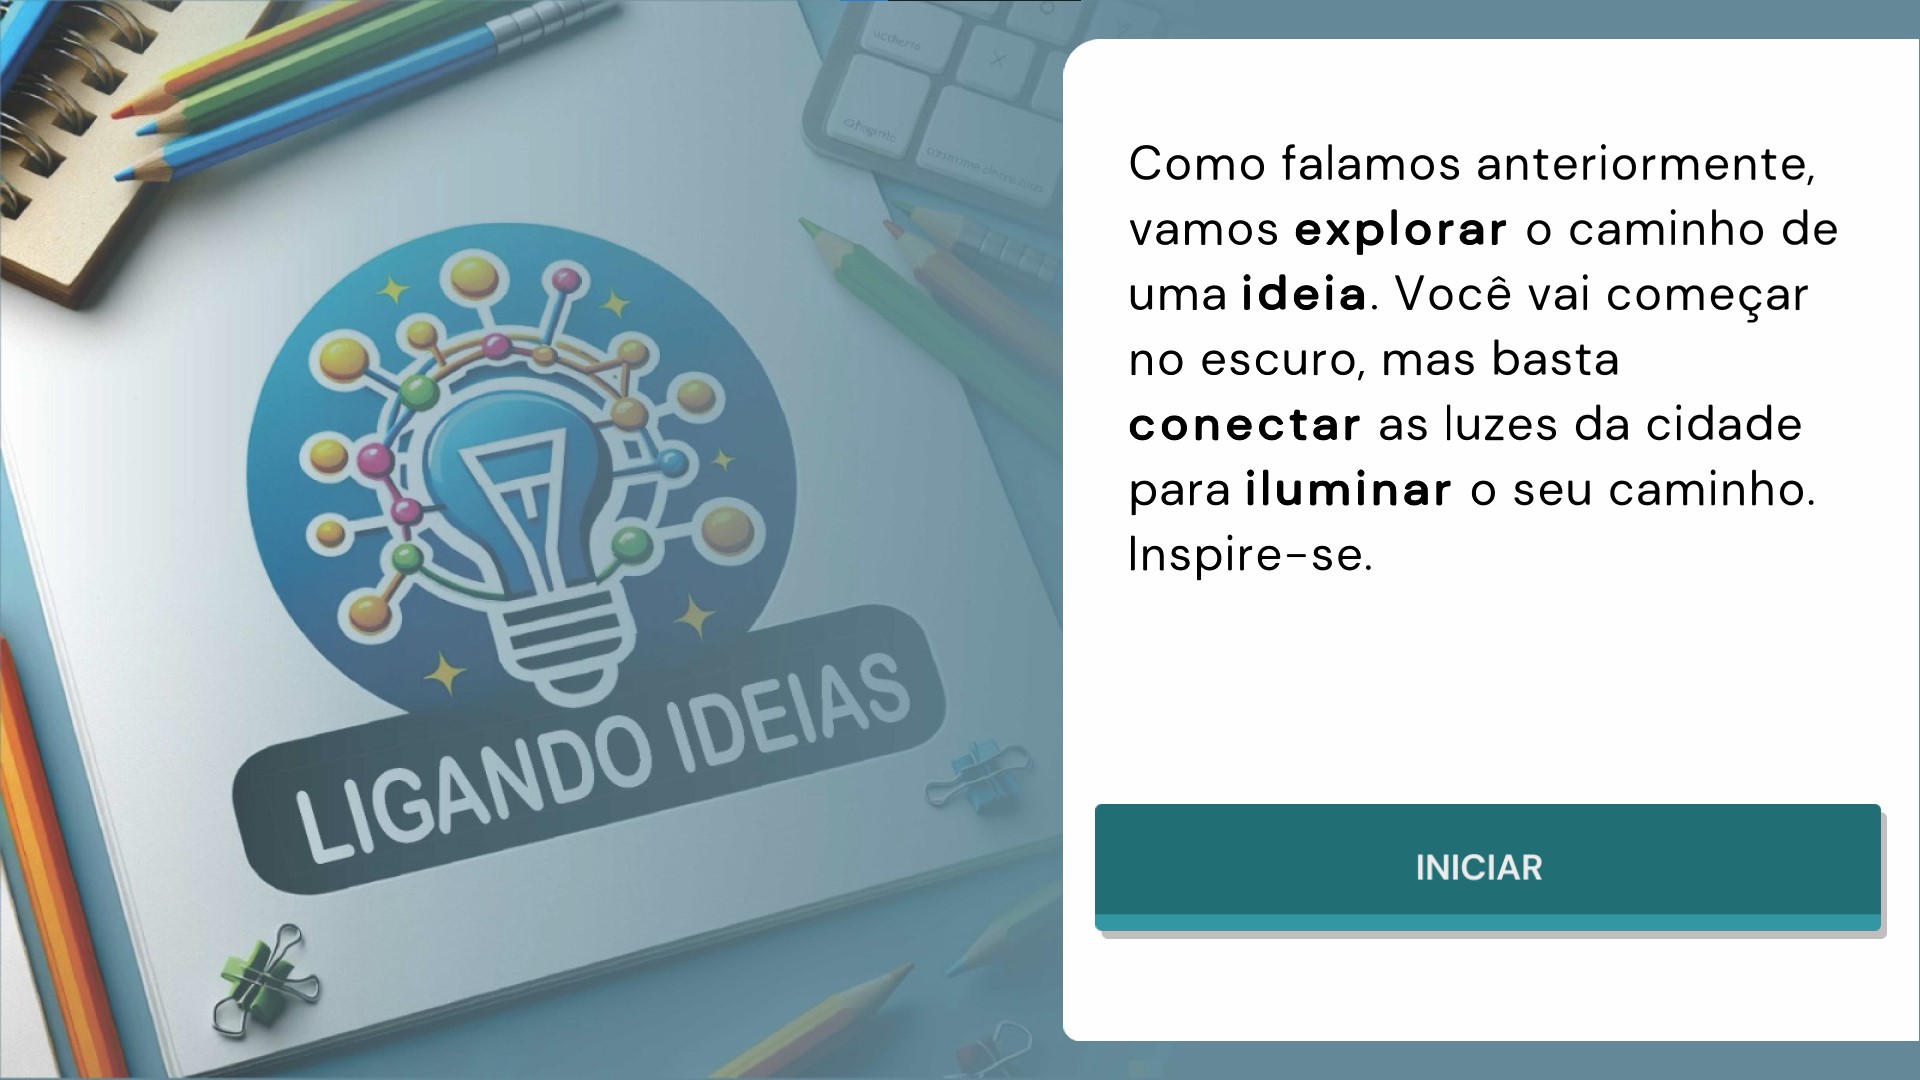 LIGANDO IDEIAS
Como falamos anteriormente,
vamos explorar o caminho de
uma ideia. Você vai começar
no escuro, mas basta
conectar as luzes da cidade
para iluminar o seu caminho.
Inspire-se.
INICIAR